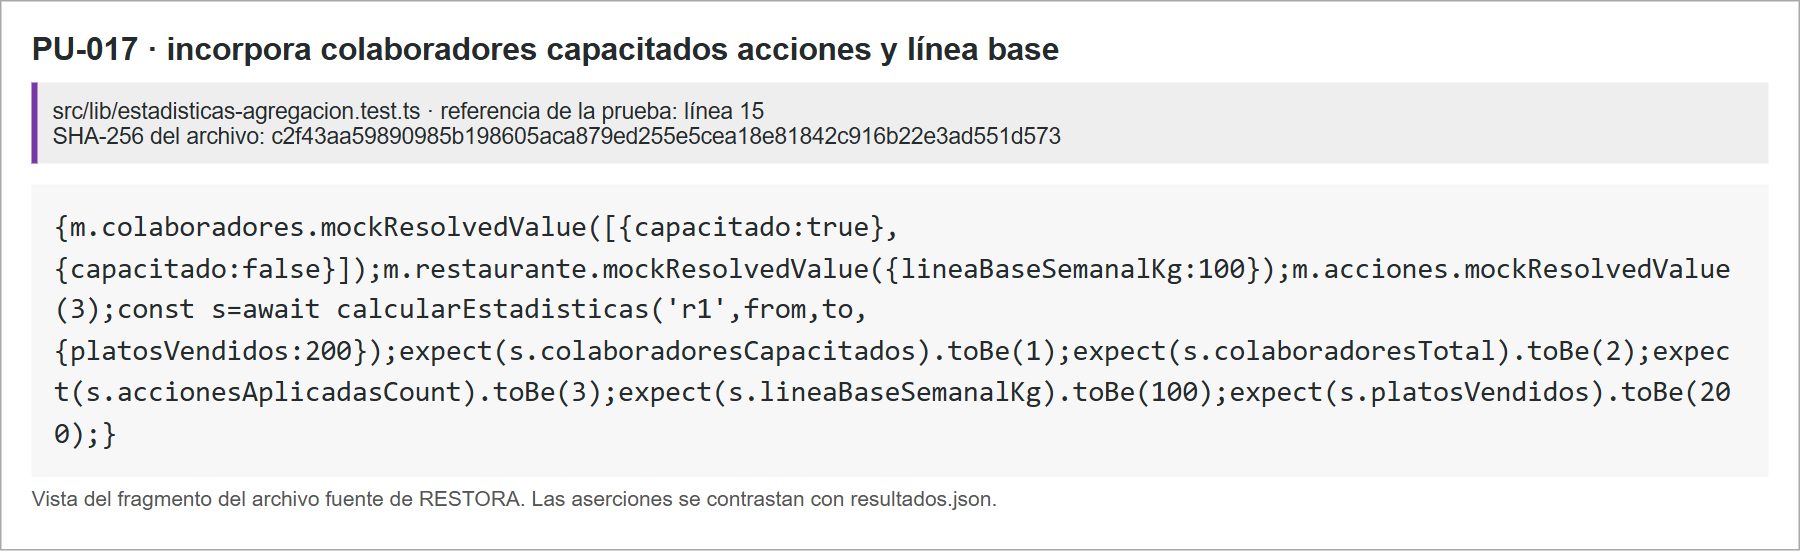 PU-017 · incorpora colaboradores capacitados acciones y línea base
src/lib/estadisticas-agregacion.test.ts · referencia de la prueba: línea 15
SHA-256 del archivo: c2f43aa59890985b198605aca879ed255e5cea18e81842c916b22e3ad551d573
{m.colaboradores.mockResolvedValue([{capacitado:true},
{capacitado:false}]);m.restaurante.mockResolvedValue({lineaBaseSemanalKg:100});m.acciones.mockResolvedValue
(3);const s=await calcularEstadisticas('r1',from,to,
{platosVendidos:200});expect(s.colaboradoresCapacitados).toBe(1);expect(s.colaboradoresTotal).toBe(2);expec
t(s.accionesAplicadasCount).toBe(3);expect(s.lineaBaseSemanalKg).toBe(100);expect(s.platosVendidos).toBe(20
0);}
Vista del fragmento del archivo fuente de RESTORA. Las aserciones se contrastan con resultados.json.